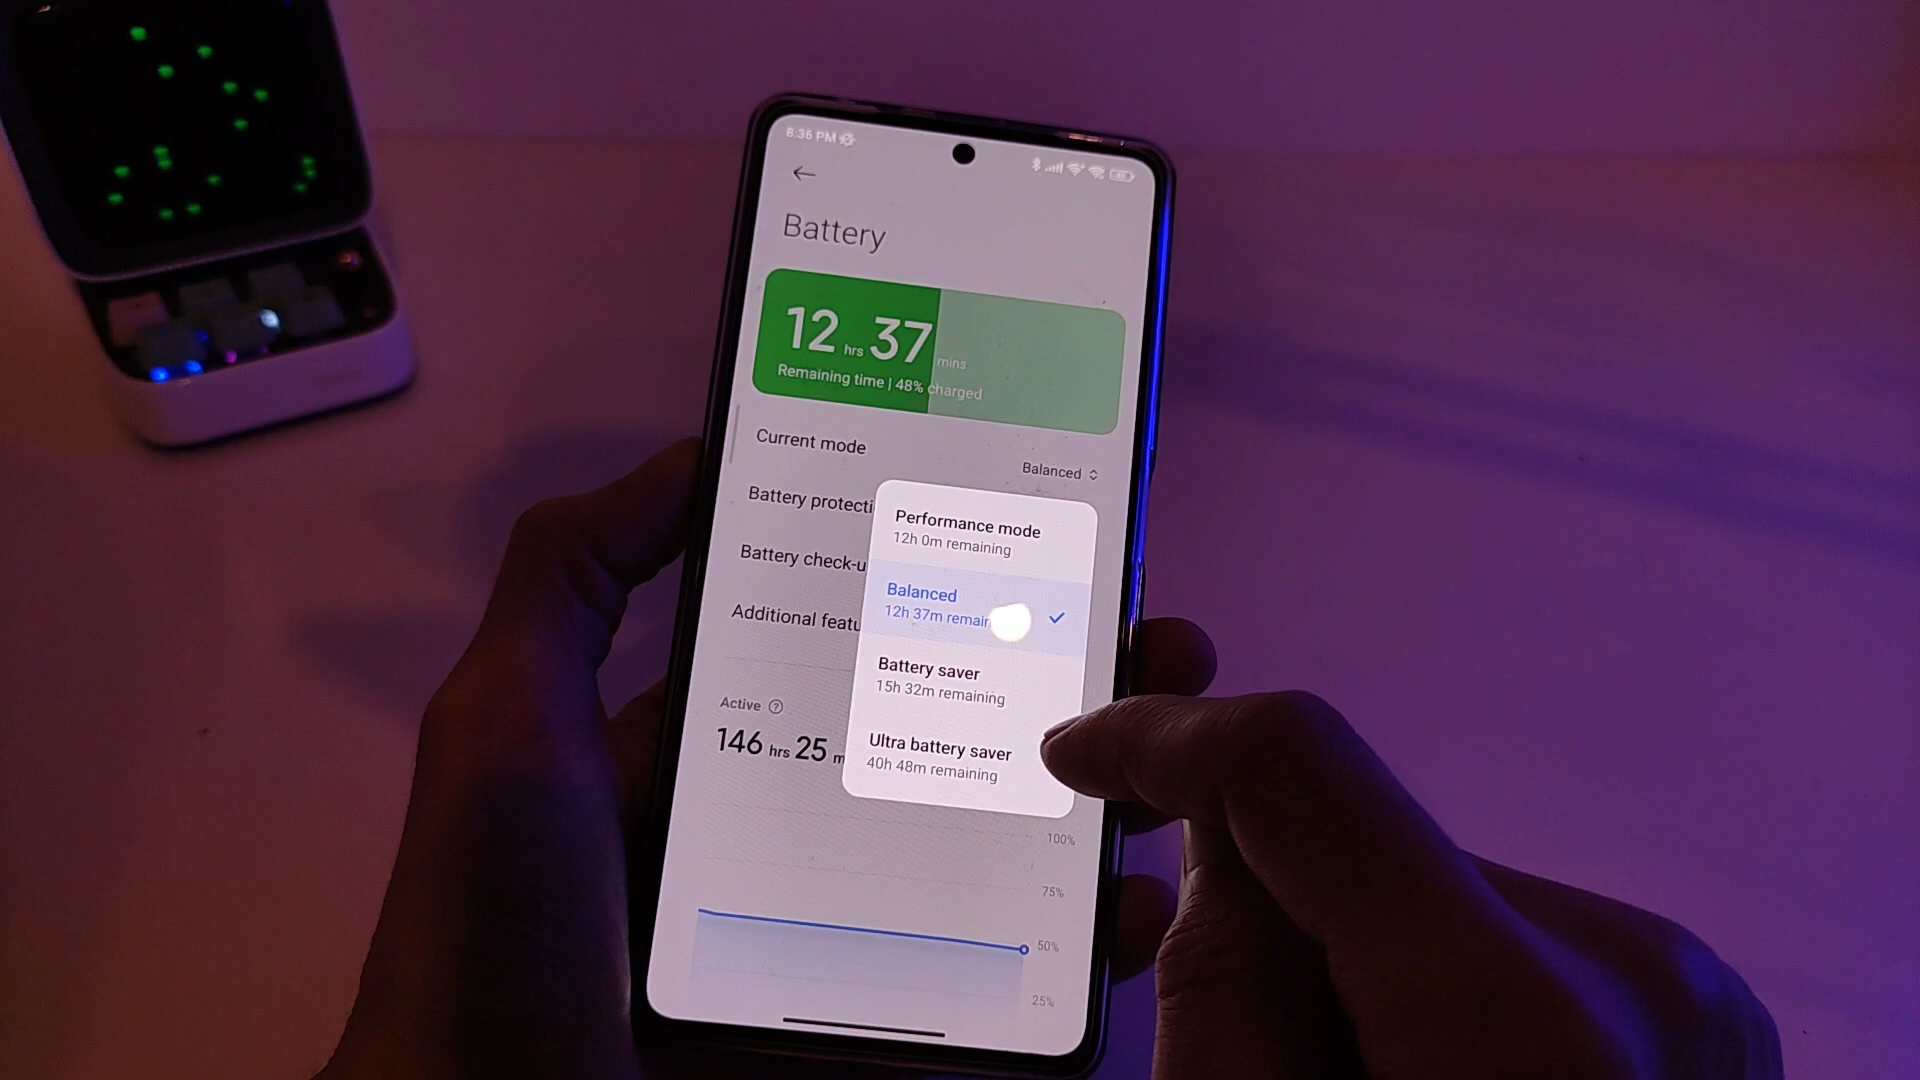 8:36 PM
Battery
12 hrs 37 mins
Remaining time | 48% charged
Current mode
Balanced
Battery protecti
Performance mode
12h 0m remaining
Battery check-u
Balanced
12h 37m remain
Additional featu
Battery saver
15h 32m remaining
Active
146 hrs 25 m
Ultra battery saver
40h 48m remaining
100%
75%
50%
25%